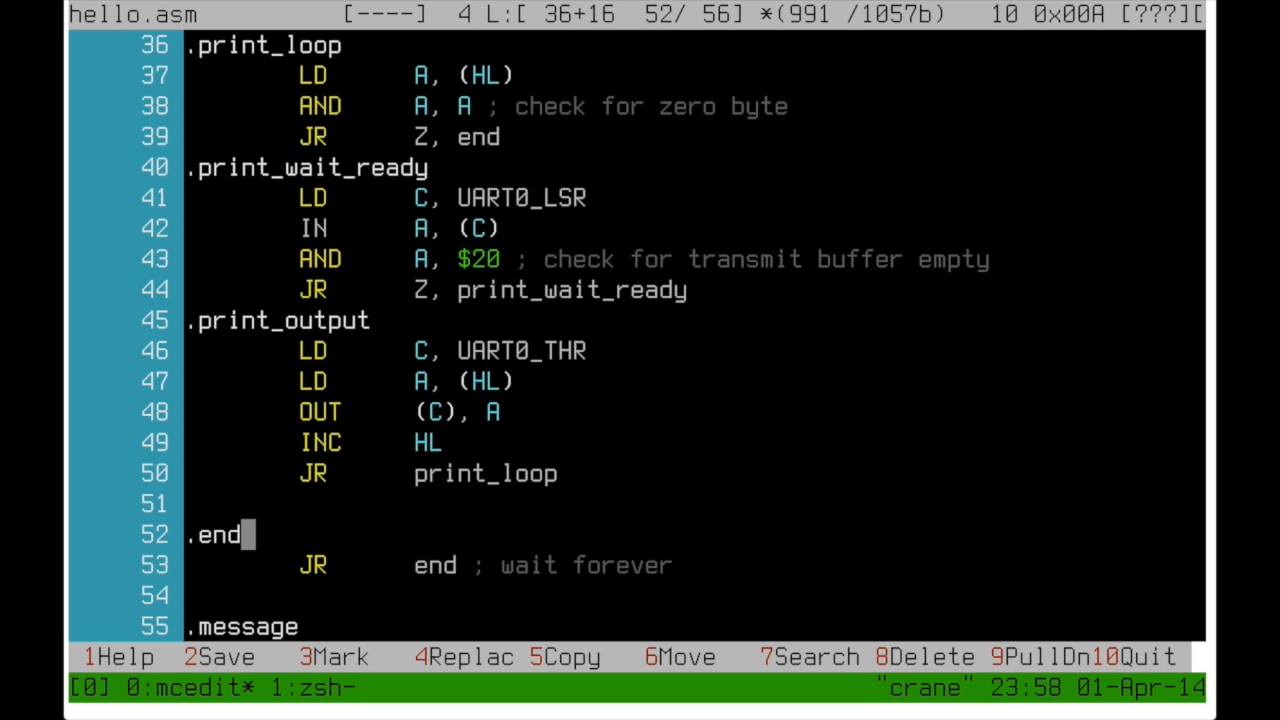 hello.asm [----] 4 L:[ 36+16 52/ 56] *(991 /1057b) 10 0x00A [???][
36 .print_loop
37 LD A, (HL)
38 AND A, A ; check for zero byte
39 JR Z, end
40 .print_wait_ready
41 LD C, UART0_LSR
42 IN A, (C)
43 AND A, $20 ; check for transmit buffer empty
44 JR Z, print_wait_ready
45 .print_output
46 LD C, UART0_THR
47 LD A, (HL)
48 OUT (C), A
49 INC HL
50 JR print_loop
51
52 .end
53 JR end ; wait forever
54
55 .message
1Help 2Save 3Mark 4Replac 5Copy 6Move 7Search 8Delete 9PullDn10Quit
[0] 0:mcedit* 1:zsh- "crane" 23:58 01-Apr-14